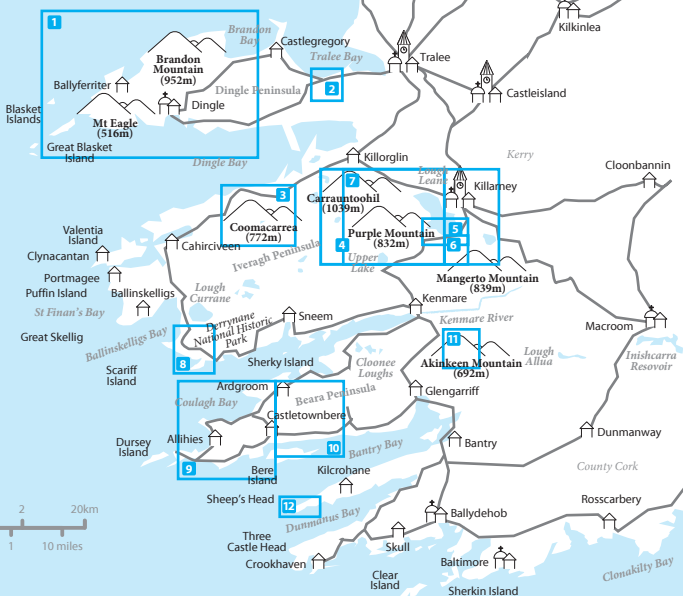 1
Brandon
Bay
Castlegregory
Kilkinlea
Tralee
Tralee Bay
Brandon
Mountain
(952m)
Ballyferriter
Dingle Peninsula
2
Castleisland
Blasket
Islands
Dingle
Mt Eagle
(516m)
Great Blasket
Island
Dingle Bay
Killorglin
Kerry
Cloonbannin
Lough
Leane
Killarney
7
Carrauntoohil
(1039m)
3
Coomacarrea
(772m)
Purple Mountain
(832m)
5
4
6
Upper
Lake
Valentia
Island
Cahirciveen
Iveragh Peninsula
Clynacantan
Portmagee
Puffin Island
Ballinskelligs
Lough
Currane
Mangerto Mountain
(839m)
St Finan's Bay
Kenmare
Sneem
Derrynane
National Historic
Park
Kenmare River
Macroom
Great Skellig
Ballinskelligs Bay
8
Scariff
Island
Sherky Island
Cloonee
Loughs
11
Akinkeen Mountain
(692m)
Lough
Allua
Inishcarra
Resovoir
Ardgroom
Beara Peninsula
Glengarriff
Coulagh Bay
Castletownbere
Dursey
Island
Allihies
10
Bantry Bay
Bantry
Dunmanway
9
Bere
Island
Kilcrohane
County Cork
Sheep's Head
12
Dunmanus Bay
Rosscarbery
Ballydehob
2
20km
1
10 miles
Three
Castle Head
Crookhaven
Skull
Baltimore
Clear
Island
Sherkin Island
Clonakilty Bay